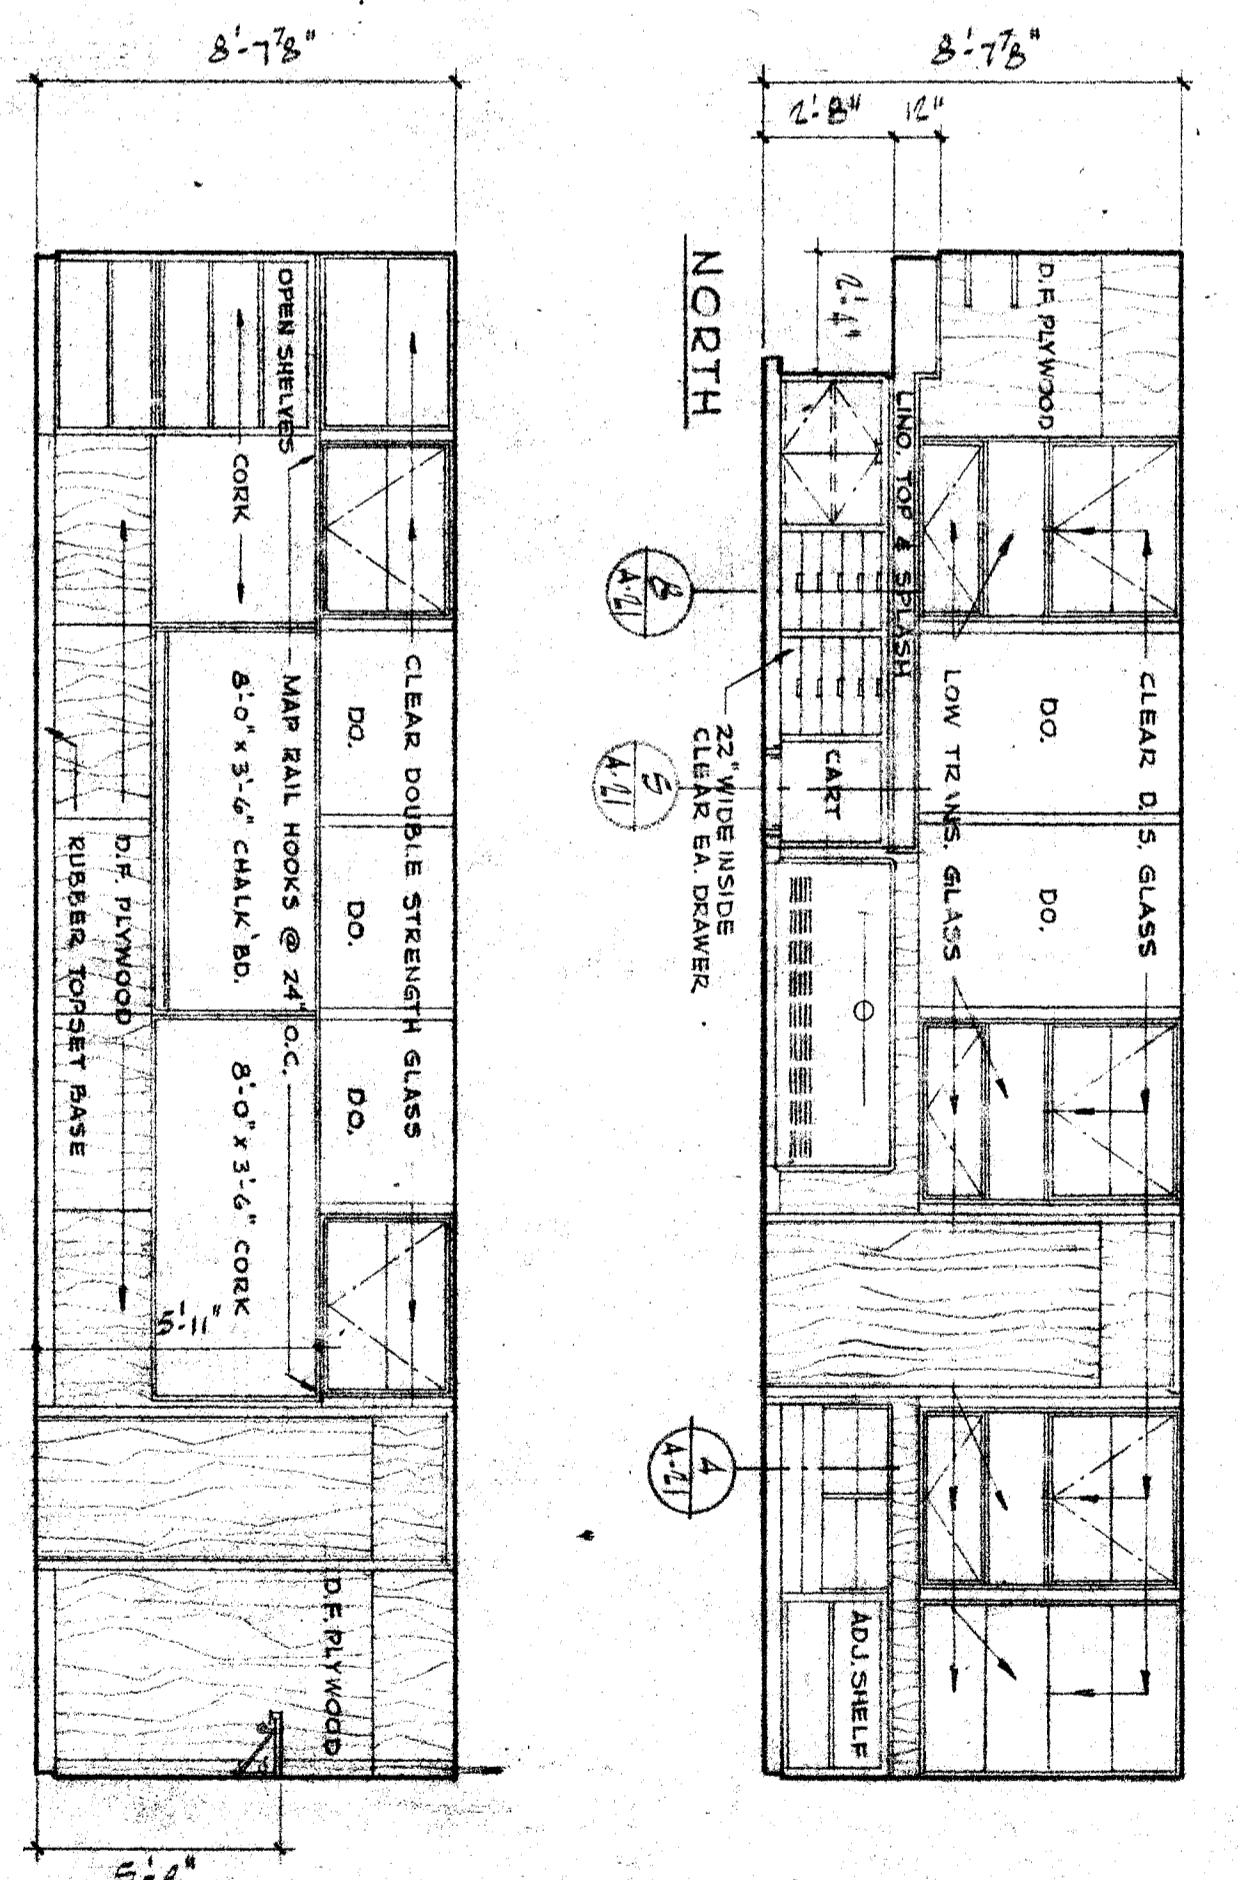 8'-7⅞"
2'-8"
12"
2'-4"
D.F. PLYWOOD
LINO. TOP & SPLASH
CLEAR D.S. GLASS
DO.
DO.
LOW TRANS. GLASS
CART
22" WIDE INSIDE
CLEAR EA. DRAWER
ADJ. SHELF
8
A-21
5
A-21
4
A-21
NORTH
8'-7⅞"
OPEN SHELVES
CORK
CLEAR DOUBLE STRENGTH GLASS
DO.
DO.
DO.
MAP RAIL HOOKS @ 24" O.C.
8'-0" x 3'-6" CHALK'BD.
8'-0" x 3'-6" CORK
D.F. PLYWOOD
RUBBER TOPSET BASE
5'-11"
D.F. PLYWOOD